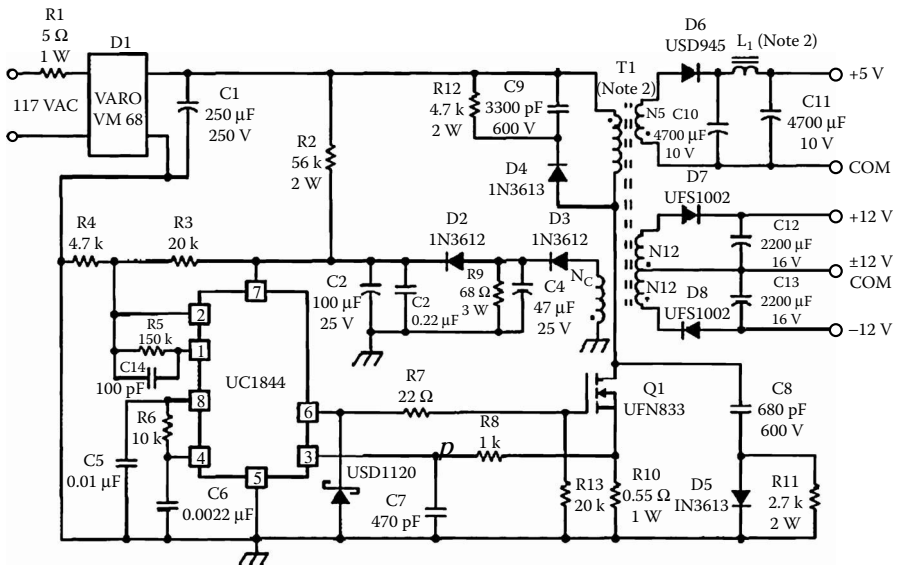 R1
5 Ω
1 W
D1
VARO
VM 68
117 VAC
C1
250 µF
250 V
R2
56 k
2 W
R12
4.7 k
2 W
C9
3300 pF
600 V
D4
1N3613
T1
(Note 2)
D6
USD945
L1 (Note 2)
+5 V
N5
C10
4700 µF
10 V
C11
4700 µF
10 V
COM
D7
UFS1002
+12 V
N12
N12
C12
2200 µF
16 V
±12 V
COM
C13
2200 µF
16 V
D8
UFS1002
−12 V
R4
4.7 k
R3
20 k
D2
1N3612
D3
1N3612
NC
C2
100 µF
25 V
C2
0.22 µF
R9
68 Ω
3 W
C4
47 µF
25 V
7
2
R5
150 k
1
C14
100 pF
UC1844
8
R6
10 k
4
6
3
5
C5
0.01 µF
C6
0.0022 µF
R7
22 Ω
R8
1 k
p
USD1120
C7
470 pF
Q1
UFN833
R13
20 k
R10
0.55 Ω
1 W
C8
680 pF
600 V
D5
IN3613
R11
2.7 k
2 W